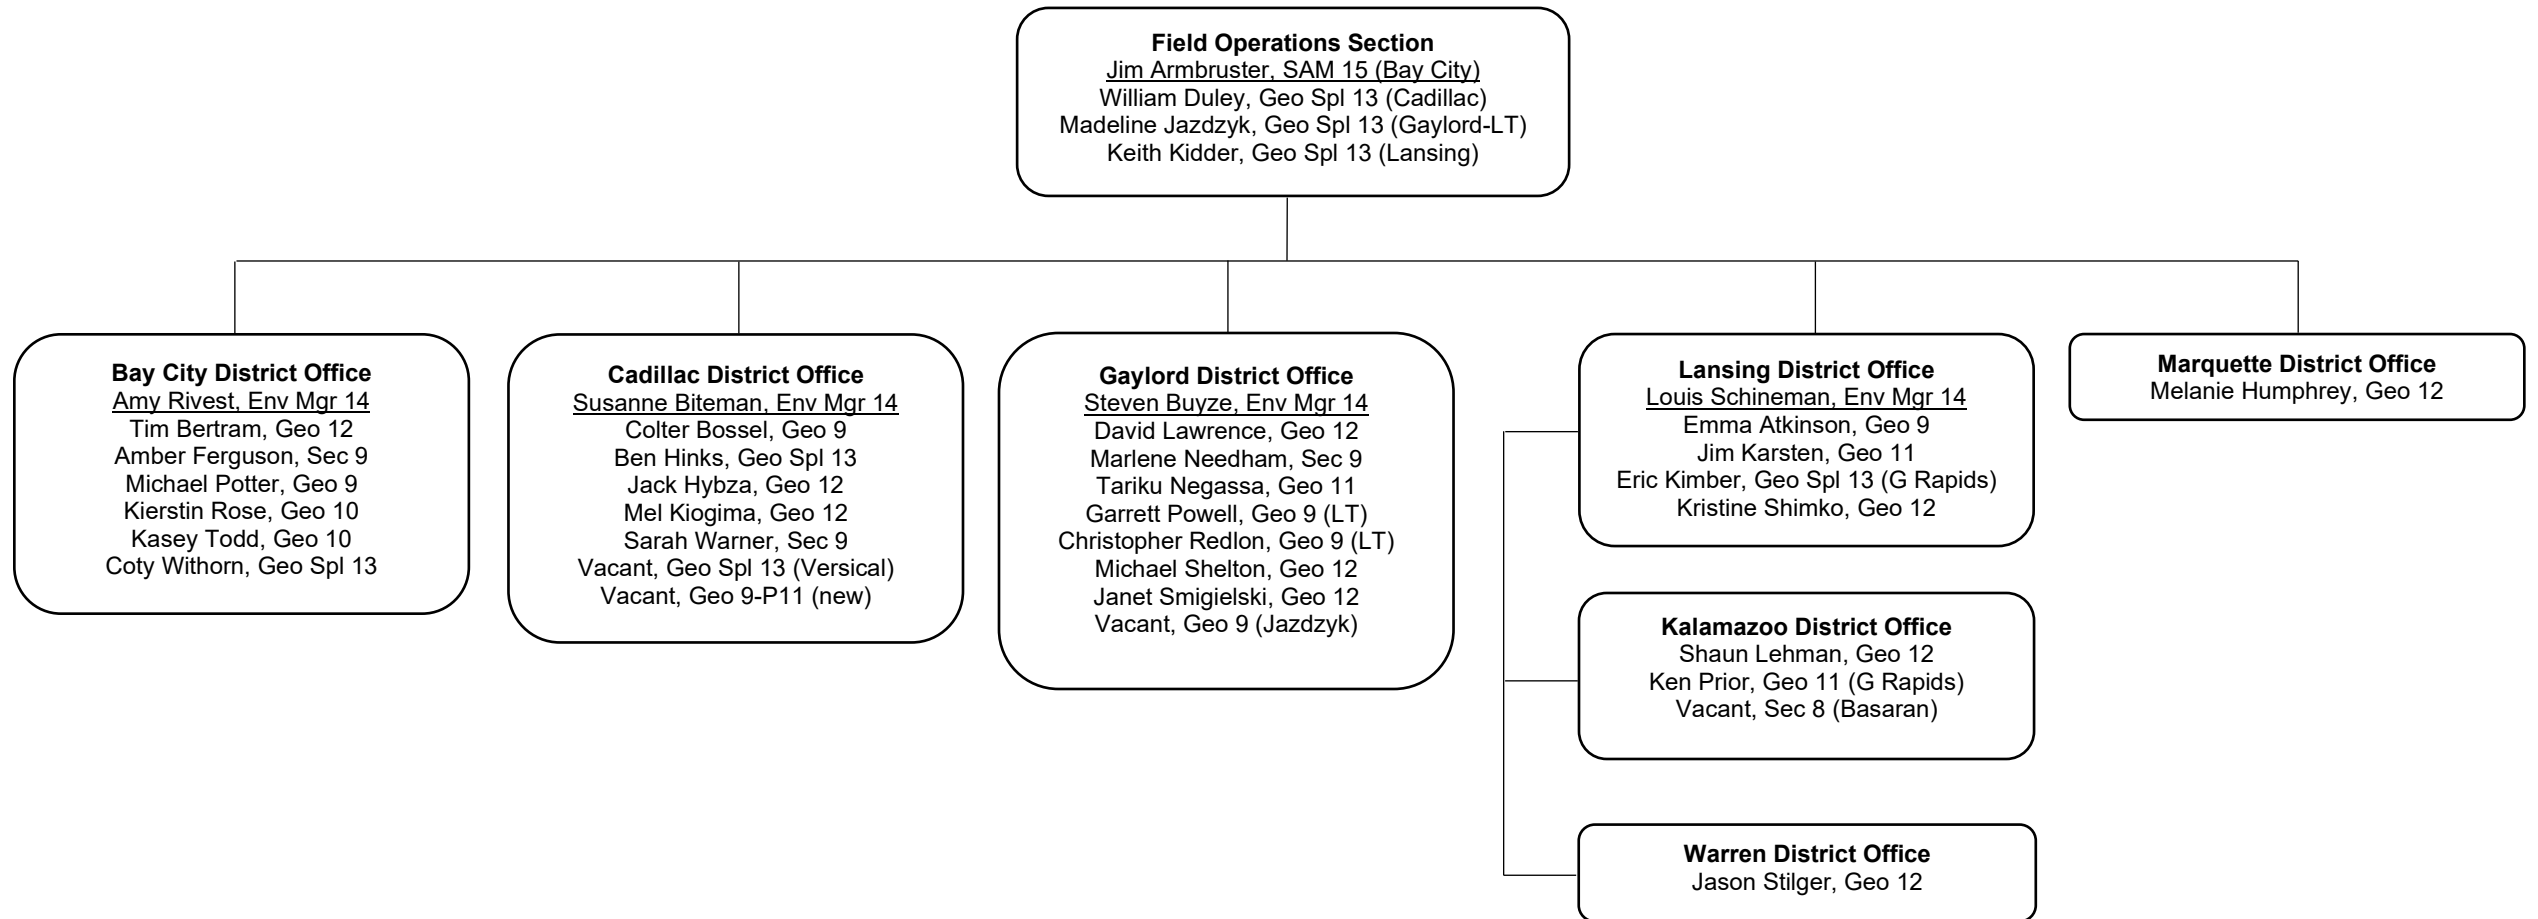 Field Operations Section
Jim Armbruster, SAM 15 (Bay City)
William Duley, Geo Spl 13 (Cadillac)
Madeline Jazdzyk, Geo Spl 13 (Gaylord-LT)
Keith Kidder, Geo Spl 13 (Lansing)
Bay City District Office
Amy Rivest, Env Mgr 14
Tim Bertram, Geo 12
Amber Ferguson, Sec 9
Michael Potter, Geo 9
Kierstin Rose, Geo 10
Kasey Todd, Geo 10
Coty Withorn, Geo Spl 13
Cadillac District Office
Susanne Biteman, Env Mgr 14
Colter Bossel, Geo 9
Ben Hinks, Geo Spl 13
Jack Hybza, Geo 12
Mel Kiogima, Geo 12
Sarah Warner, Sec 9
Vacant, Geo Spl 13 (Versical)
Vacant, Geo 9-P11 (new)
Gaylord District Office
Steven Buyze, Env Mgr 14
David Lawrence, Geo 12
Marlene Needham, Sec 9
Tariku Negassa, Geo 11
Garrett Powell, Geo 9 (LT)
Christopher Redlon, Geo 9 (LT)
Michael Shelton, Geo 12
Janet Smigielski, Geo 12
Vacant, Geo 9 (Jazdzyk)
Lansing District Office
Louis Schineman, Env Mgr 14
Emma Atkinson, Geo 9
Jim Karsten, Geo 11
Eric Kimber, Geo Spl 13 (G Rapids)
Kristine Shimko, Geo 12
Kalamazoo District Office
Shaun Lehman, Geo 12
Ken Prior, Geo 11 (G Rapids)
Vacant, Sec 8 (Basaran)
Warren District Office
Jason Stilger, Geo 12
Marquette District Office
Melanie Humphrey, Geo 12